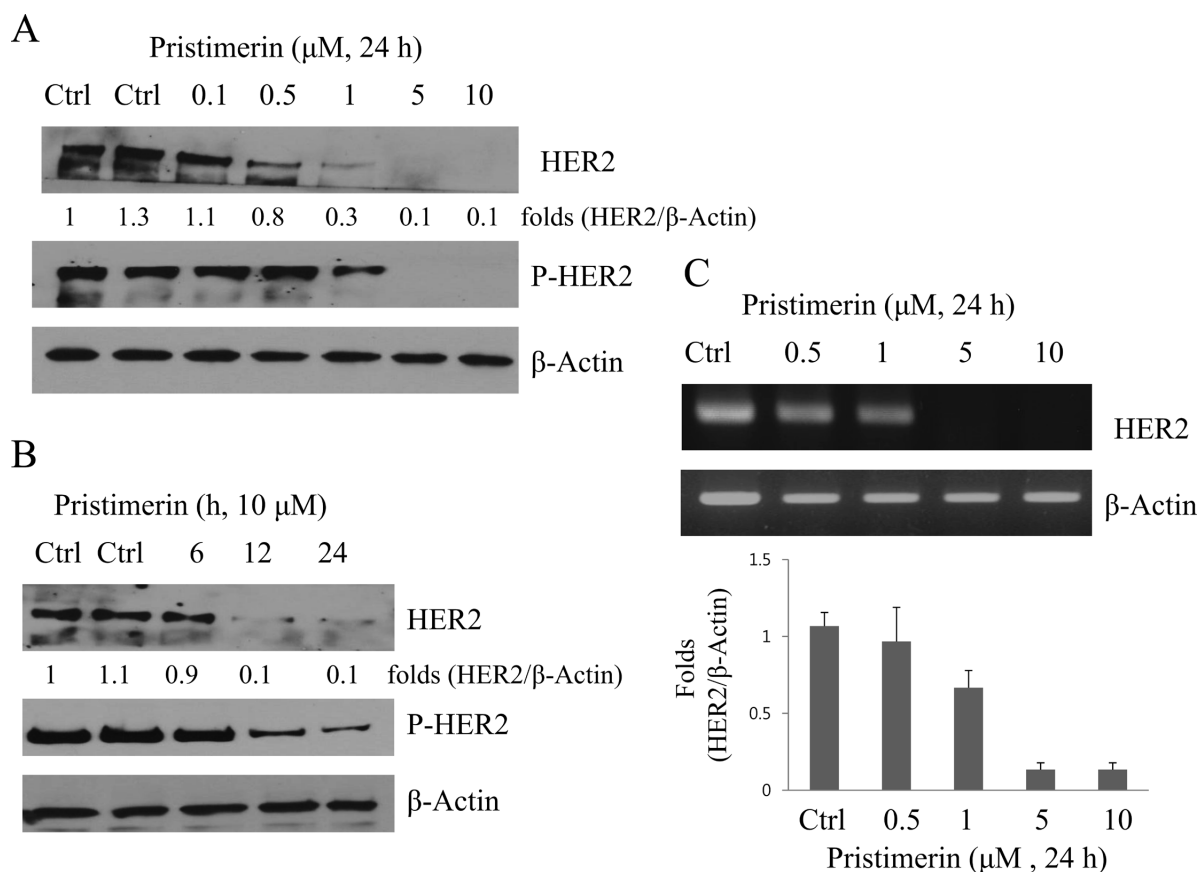 A
Pristimerin (μM, 24 h)
Ctrl Ctrl 0.1 0.5 1 5 10
HER2
1 1.3 1.1 0.8 0.3 0.1 0.1 folds (HER2/β-Actin)
P-HER2
β-Actin
B
Pristimerin (h, 10 μM)
Ctrl Ctrl 6 12 24
HER2
1 1.1 0.9 0.1 0.1 folds (HER2/β-Actin)
P-HER2
β-Actin
C
Pristimerin (μM, 24 h)
Ctrl 0.5 1 5 10
HER2
β-Actin
Folds
(HER2/β-Actin)
1.5
1
0.5
0
Ctrl 0.5 1 5 10
Pristimerin (μM , 24 h)